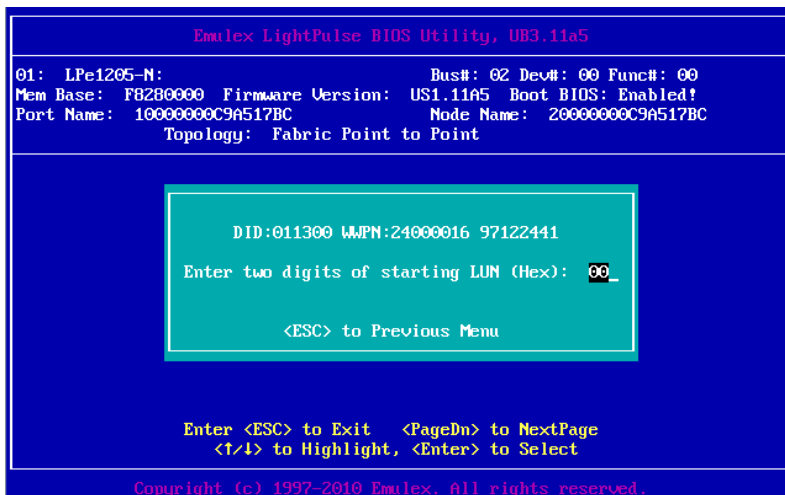 Emulex LightPulse BIOS Utility, UB3.11a5
01: LPe1205-N: Bus#: 02 Dev#: 00 Func#: 00
Mem Base: F8280000 Firmware Version: US1.11A5 Boot BIOS: Enabled!
Port Name: 10000000C9A517BC Node Name: 20000000C9A517BC
Topology: Fabric Point to Point
DID:011300 WWPN:24000016 97122441
Enter two digits of starting LUN (Hex): 00_
<ESC> to Previous Menu
Enter <ESC> to Exit <PageDn> to NextPage
<↑/↓> to Highlight, <Enter> to Select
Copyright (c) 1997-2010 Emulex. All rights reserved.